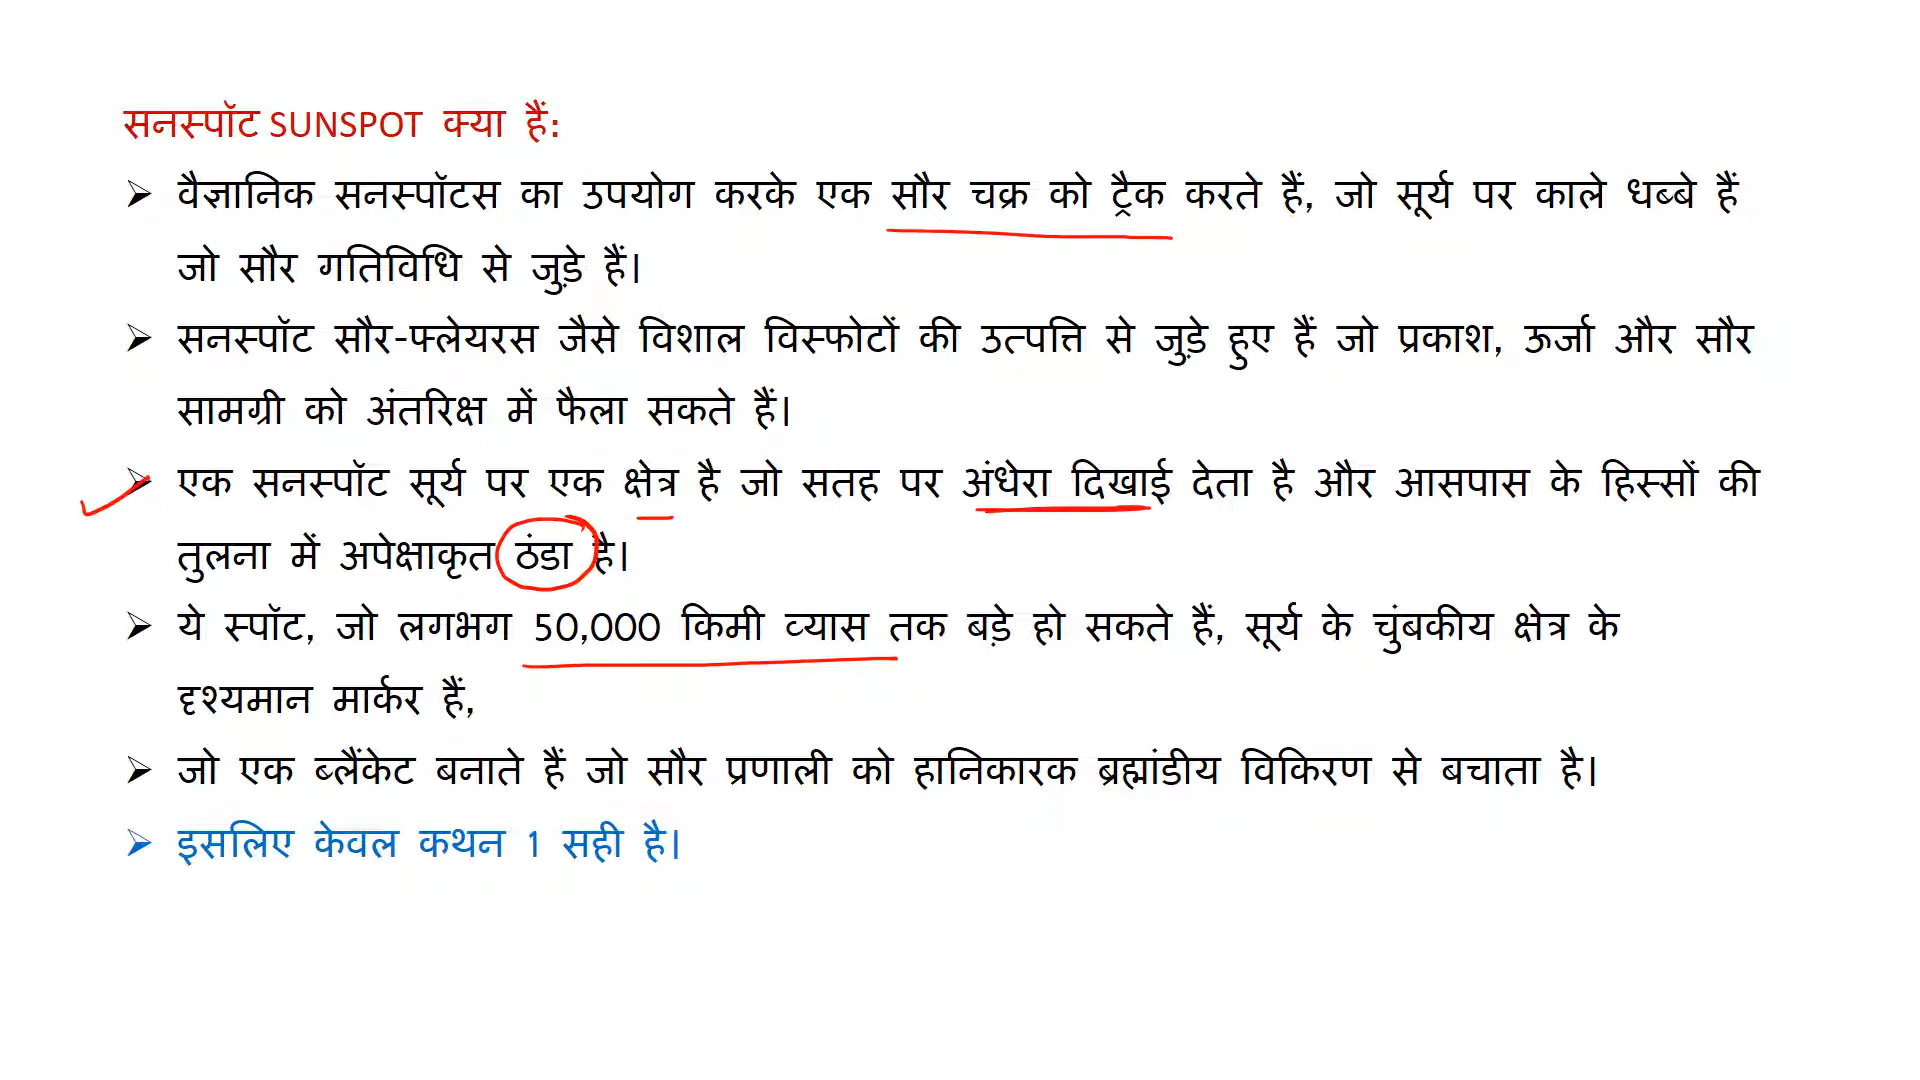 सनस्पॉट SUNSPOT क्या हैं:
➢ वैज्ञानिक सनस्पॉटस का उपयोग करके एक सौर चक्र को ट्रैक करते हैं, जो सूर्य पर काले धब्बे हैं
जो सौर गतिविधि से जुड़े हैं।
➢ सनस्पॉट सौर-फ्लेयरस जैसे विशाल विस्फोटों की उत्पत्ति से जुड़े हुए हैं जो प्रकाश, ऊर्जा और सौर
सामग्री को अंतरिक्ष में फैला सकते हैं।
➢ एक सनस्पॉट सूर्य पर एक क्षेत्र है जो सतह पर अंधेरा दिखाई देता है और आसपास के हिस्सों की
तुलना में अपेक्षाकृत ठंडा है।
➢ ये स्पॉट, जो लगभग 50,000 किमी व्यास तक बड़े हो सकते हैं, सूर्य के चुंबकीय क्षेत्र के
दृश्यमान मार्कर हैं,
➢ जो एक ब्लैंकेट बनाते हैं जो सौर प्रणाली को हानिकारक ब्रह्मांडीय विकिरण से बचाता है।
➢ इसलिए केवल कथन 1 सही है।